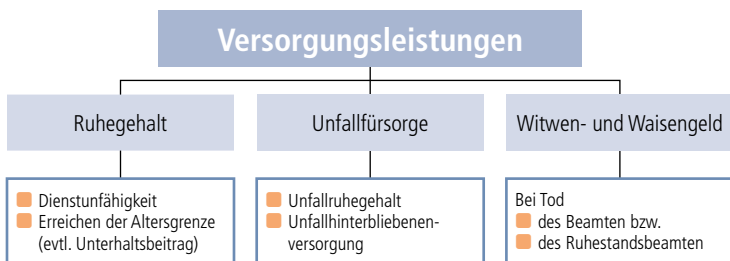 Versorgungsleistungen
Ruhegehalt
Unfallfürsorge
Witwen- und Waisengeld
Dienstunfähigkeit
Erreichen der Altersgrenze
(evtl. Unterhaltsbeitrag)
Unfallruhegehalt
Unfallhinterbliebenen-
versorgung
Bei Tod
des Beamten bzw.
des Ruhestandsbeamten